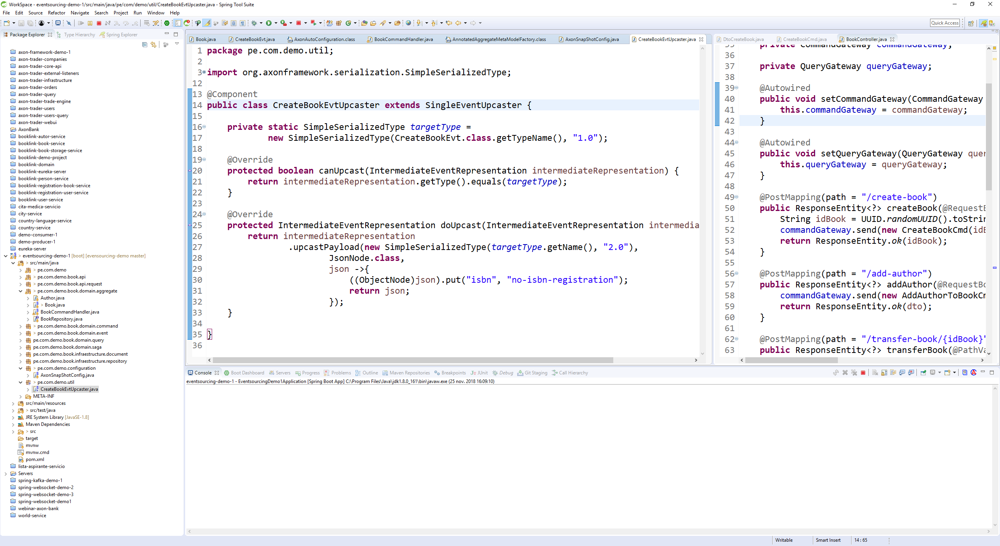 WorkSpace - eventsourcing-demo-1/src/main/java/pe/com/demo/util/CreateBookEvtUpcaster.java - Spring Tool Suite
File Edit Source Refactor Navigate Search Project Run Window Help
Quick Access
Package Explorer Type Hierarchy Spring Explorer
axon-framework-demo-1
axon-trader-companies
axon-trader-core-api
axon-trader-external-listeners
axon-trader-infrastructure
axon-trader-orders
axon-trader-query
axon-trader-trade-engine
axon-trader-users
axon-trader-users-query
axon-trader-webui
AxonBank
booklink-autor-service
booklink-book-service
booklink-book-storage-service
booklink-demo-project
booklink-domain
booklink-eureka-server
booklink-person-service
booklink-registration-book-service
booklink-registration-user-service
booklink-user-service
cita-medica-servicio
city-service
country-language-service
country-service
demo-consumer-1
demo-producer-1
eureka-server
> eventsourcing-demo-1 [boot] [evensourcing-demo master]
> src/main/java
> pe.com.demo
> pe.com.demo.book.api
> pe.com.demo.book.api.request
> pe.com.demo.book.domain.aggregate
Author.java
> Book.java
BookCommandHandler.java
BookRepository.java
> pe.com.demo.book.domain.command
> pe.com.demo.book.domain.event
pe.com.demo.book.domain.query
pe.com.demo.book.domain.saga
pe.com.demo.book.infraestructure.document
pe.com.demo.book.infraestructure.repository
> pe.com.demo.configuration
AxonSnapShotConfig.java
> pe.com.demo.util
CreateBookEvtUpcaster.java
META-INF
src/main/resources
> src/test/java
JRE System Library [JavaSE-1.8]
Maven Dependencies
> src
target
mvnw
mvnw.cmd
pom.xml
lista-aspirante-servicio
Servers
spring-kafka-demo-1
spring-websocket-demo-2
spring-websocket-demo-3
spring-websocket-demo1
webinar-axon-bank
world-service
Book.java CreateBookEvt.java AxonAutoConfiguration.class BookCommandHandler.java AnnotatedAggregateMetaModelFactory.class AxonSnapShotConfig.java CreateBookEvtUpcaster.java
1 package pe.com.demo.util;
2
3 import org.axonframework.serialization.SimpleSerializedType;
12
13 @Component
14 public class CreateBookEvtUpcaster extends SingleEventUpcaster {
15
16 private static SimpleSerializedType targetType =
17 new SimpleSerializedType(CreateBookEvt.class.getTypeName(), "1.0");
18
19 @Override
20 protected boolean canUpcast(IntermediateEventRepresentation intermediateRepresentation) {
21 return intermediateRepresentation.getType().equals(targetType);
22 }
23
24 @Override
25 protected IntermediateEventRepresentation doUpcast(IntermediateEventRepresentation intermedia
26 return intermediateRepresentation
27 .upcastPayload(new SimpleSerializedType(targetType.getName(), "2.0"),
28 JsonNode.class,
29 json ->{
30 ((ObjectNode)json).put("isbn", "no-isbn-registration");
31 return json;
32 });
33 }
34
35 }
36
DtoCreateBook.java CreateBookCmd.java BookController.java
35 private CommandGateway commandGateway;
36
37 private QueryGateway queryGateway;
38
39 @Autowired
40 public void setCommandGateway(CommandGateway
41 this.commandGateway = commandGateway;
42 }
43
44 @Autowired
45 public void setQueryGateway(QueryGateway quer
46 this.queryGateway = queryGateway;
47 }
48
49 @PostMapping(path = "/create-book")
50 public ResponseEntity<?> createBook(@RequestB
51 String idBook = UUID.randomUUID().toStrin
52 commandGateway.send(new CreateBookCmd(idB
53 return ResponseEntity.ok(idBook);
54 }
55
56 @PostMapping(path = "/add-author")
57 public ResponseEntity<?> addAuthor(@RequestBo
58 commandGateway.send(new AddAuthorToBookCm
59 return ResponseEntity.ok(dto);
60 }
61
62 @PostMapping(path = "/transfer-book/{idBook}"
63 public ResponseEntity<?> transferBook(@PathVa
Console Boot Dashboard Servers Progress Problems Outline Maven Repositories Breakpoints JUnit Debug Git Staging Call Hierarchy
eventsourcing-demo-1 - EventsourcingDemo1Application [Spring Boot App] C:\Program Files\Java\jdk1.8.0_161\bin\javaw.exe (25 nov. 2018 16:09:10)
Writable Smart Insert 14 : 65